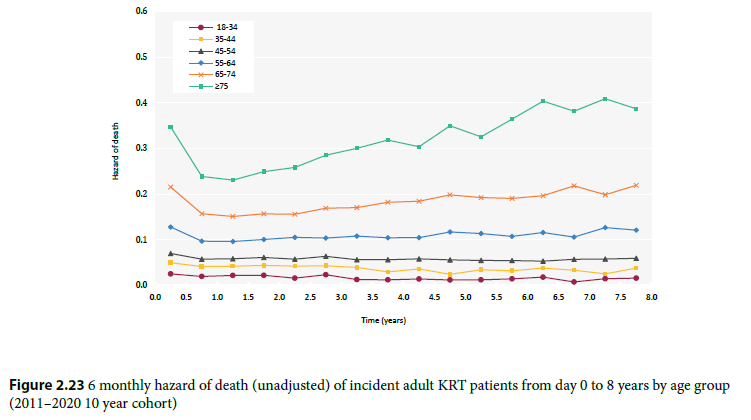 0.6
18-34
35-44
0.5
45-54
55-64
65-74
≥75
0.4
Hazard of death
0.3
0.2
0.1
0.0
0.0 0.5 1.0 1.5 2.0 2.5 3.0 3.5 4.0 4.5 5.0 5.5 6.0 6.5 7.0 7.5 8.0
Time (years)
Figure 2.23 6 monthly hazard of death (unadjusted) of incident adult KRT patients from day 0 to 8 years by age group
(2011–2020 10 year cohort)